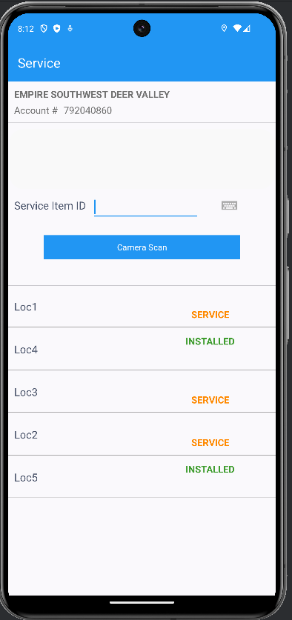 8:12
Service
EMPIRE SOUTHWEST DEER VALLEY
Account # 792040860
Service Item ID
Camera Scan
Loc1
SERVICE
Loc4
INSTALLED
Loc3
SERVICE
Loc2
SERVICE
Loc5
INSTALLED